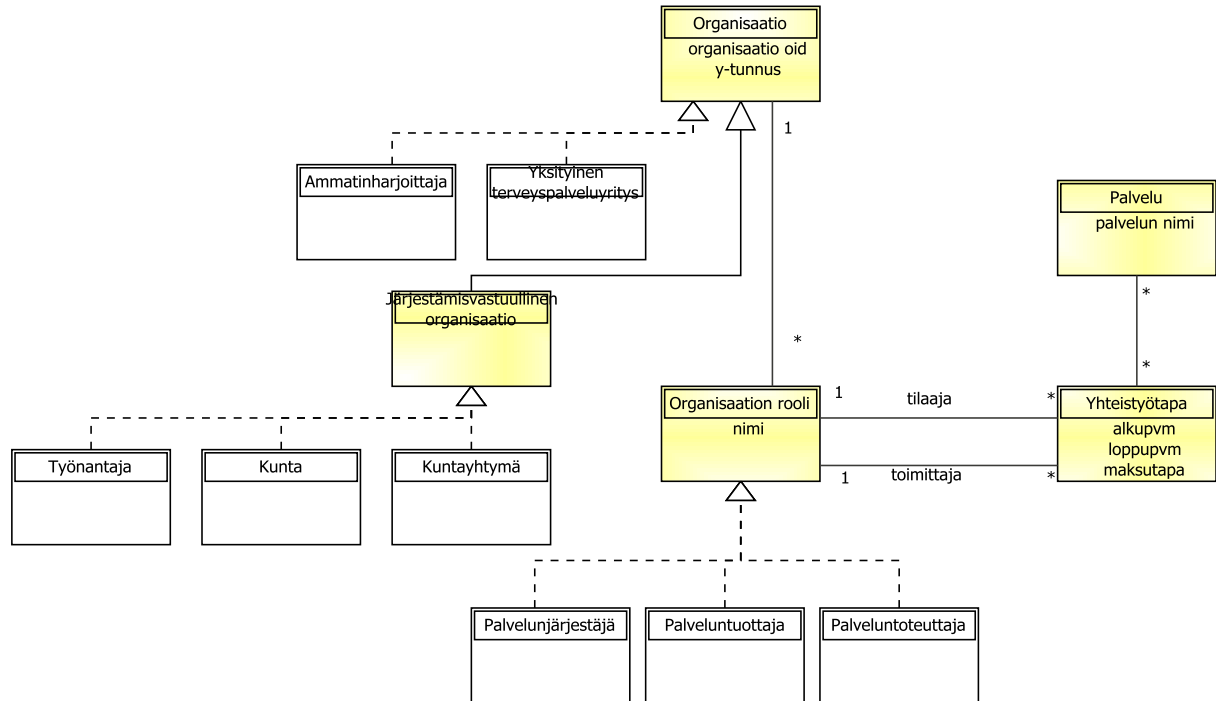 Organisaatio
organisaatio oid
y-tunnus
1
Ammatinharjoittaja
Yksityinen
terveyspalveluyritys
Palvelu
palvelun nimi
*
Järjestämisvastuullinen
organisaatio
*
*
Organisaation rooli
nimi
1
tilaaja
*
Yhteistyötapa
alkupvm
loppupvm
maksutapa
1
toimittaja
*
Työnantaja
Kunta
Kuntayhtymä
Palvelunjärjestäjä
Palveluntuottaja
Palveluntoteuttaja